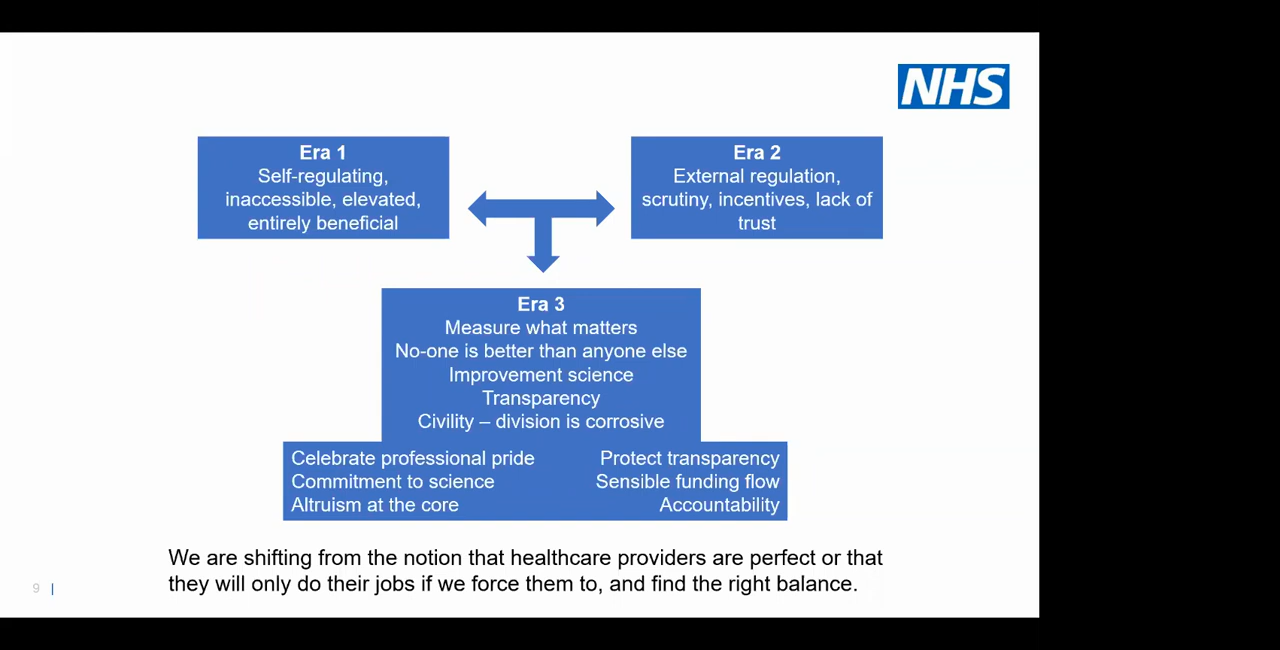 NHS
Era 1
Self-regulating,
inaccessible, elevated,
entirely beneficial
Era 2
External regulation,
scrutiny, incentives, lack of
trust
Era 3
Measure what matters
No-one is better than anyone else
Improvement science
Transparency
Civility – division is corrosive
Celebrate professional pride
Commitment to science
Altruism at the core
Protect transparency
Sensible funding flow
Accountability
We are shifting from the notion that healthcare providers are perfect or that
they will only do their jobs if we force them to, and find the right balance.
9 |